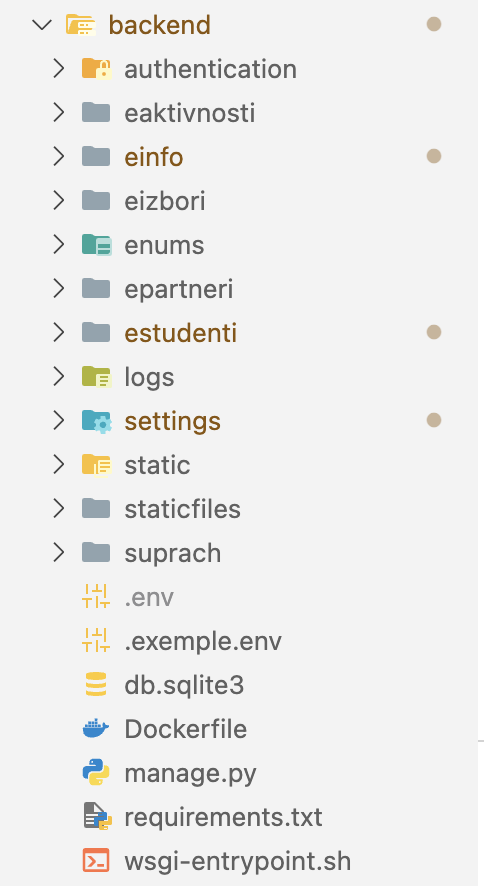 backend
authentication
eaktivnosti
einfo
eizbori
enums
epartneri
estudenti
logs
settings
static
staticfiles
suprach
.env
.exemple.env
db.sqlite3
Dockerfile
manage.py
requirements.txt
wsgi-entrypoint.sh